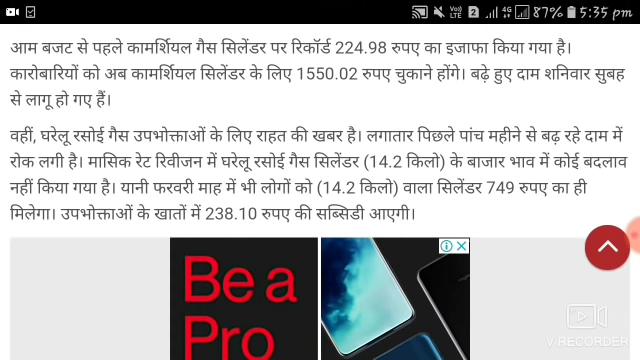 VoLTE 2 4G 87% 5:35 pm
आम बजट से पहले कामर्शियल गैस सिलेंडर पर रिकॉर्ड 224.98 रुपए का इजाफा किया गया है।
कारोबारियों को अब कामर्शियल सिलेंडर के लिए 1550.02 रुपए चुकाने होंगे। बढ़े हुए दाम शनिवार सुबह
से लागू हो गए हैं।
वहीं, घरेलू रसोई गैस उपभोक्ताओं के लिए राहत की खबर है। लगातार पिछले पांच महीने से बढ़ रहे दाम में
रोक लगी है। मासिक रेट रिवीजन में घरेलू रसोई गैस सिलेंडर (14.2 किलो) के बाजार भाव में कोई बदलाव
नहीं किया गया है। यानी फरवरी माह में भी लोगों को (14.2 किलो) वाला सिलेंडर 749 रुपए का ही
मिलेगा। उपभोक्ताओं के खातों में 238.10 रुपए की सब्सिडी आएगी।
Be a
Pro
V RECORDER